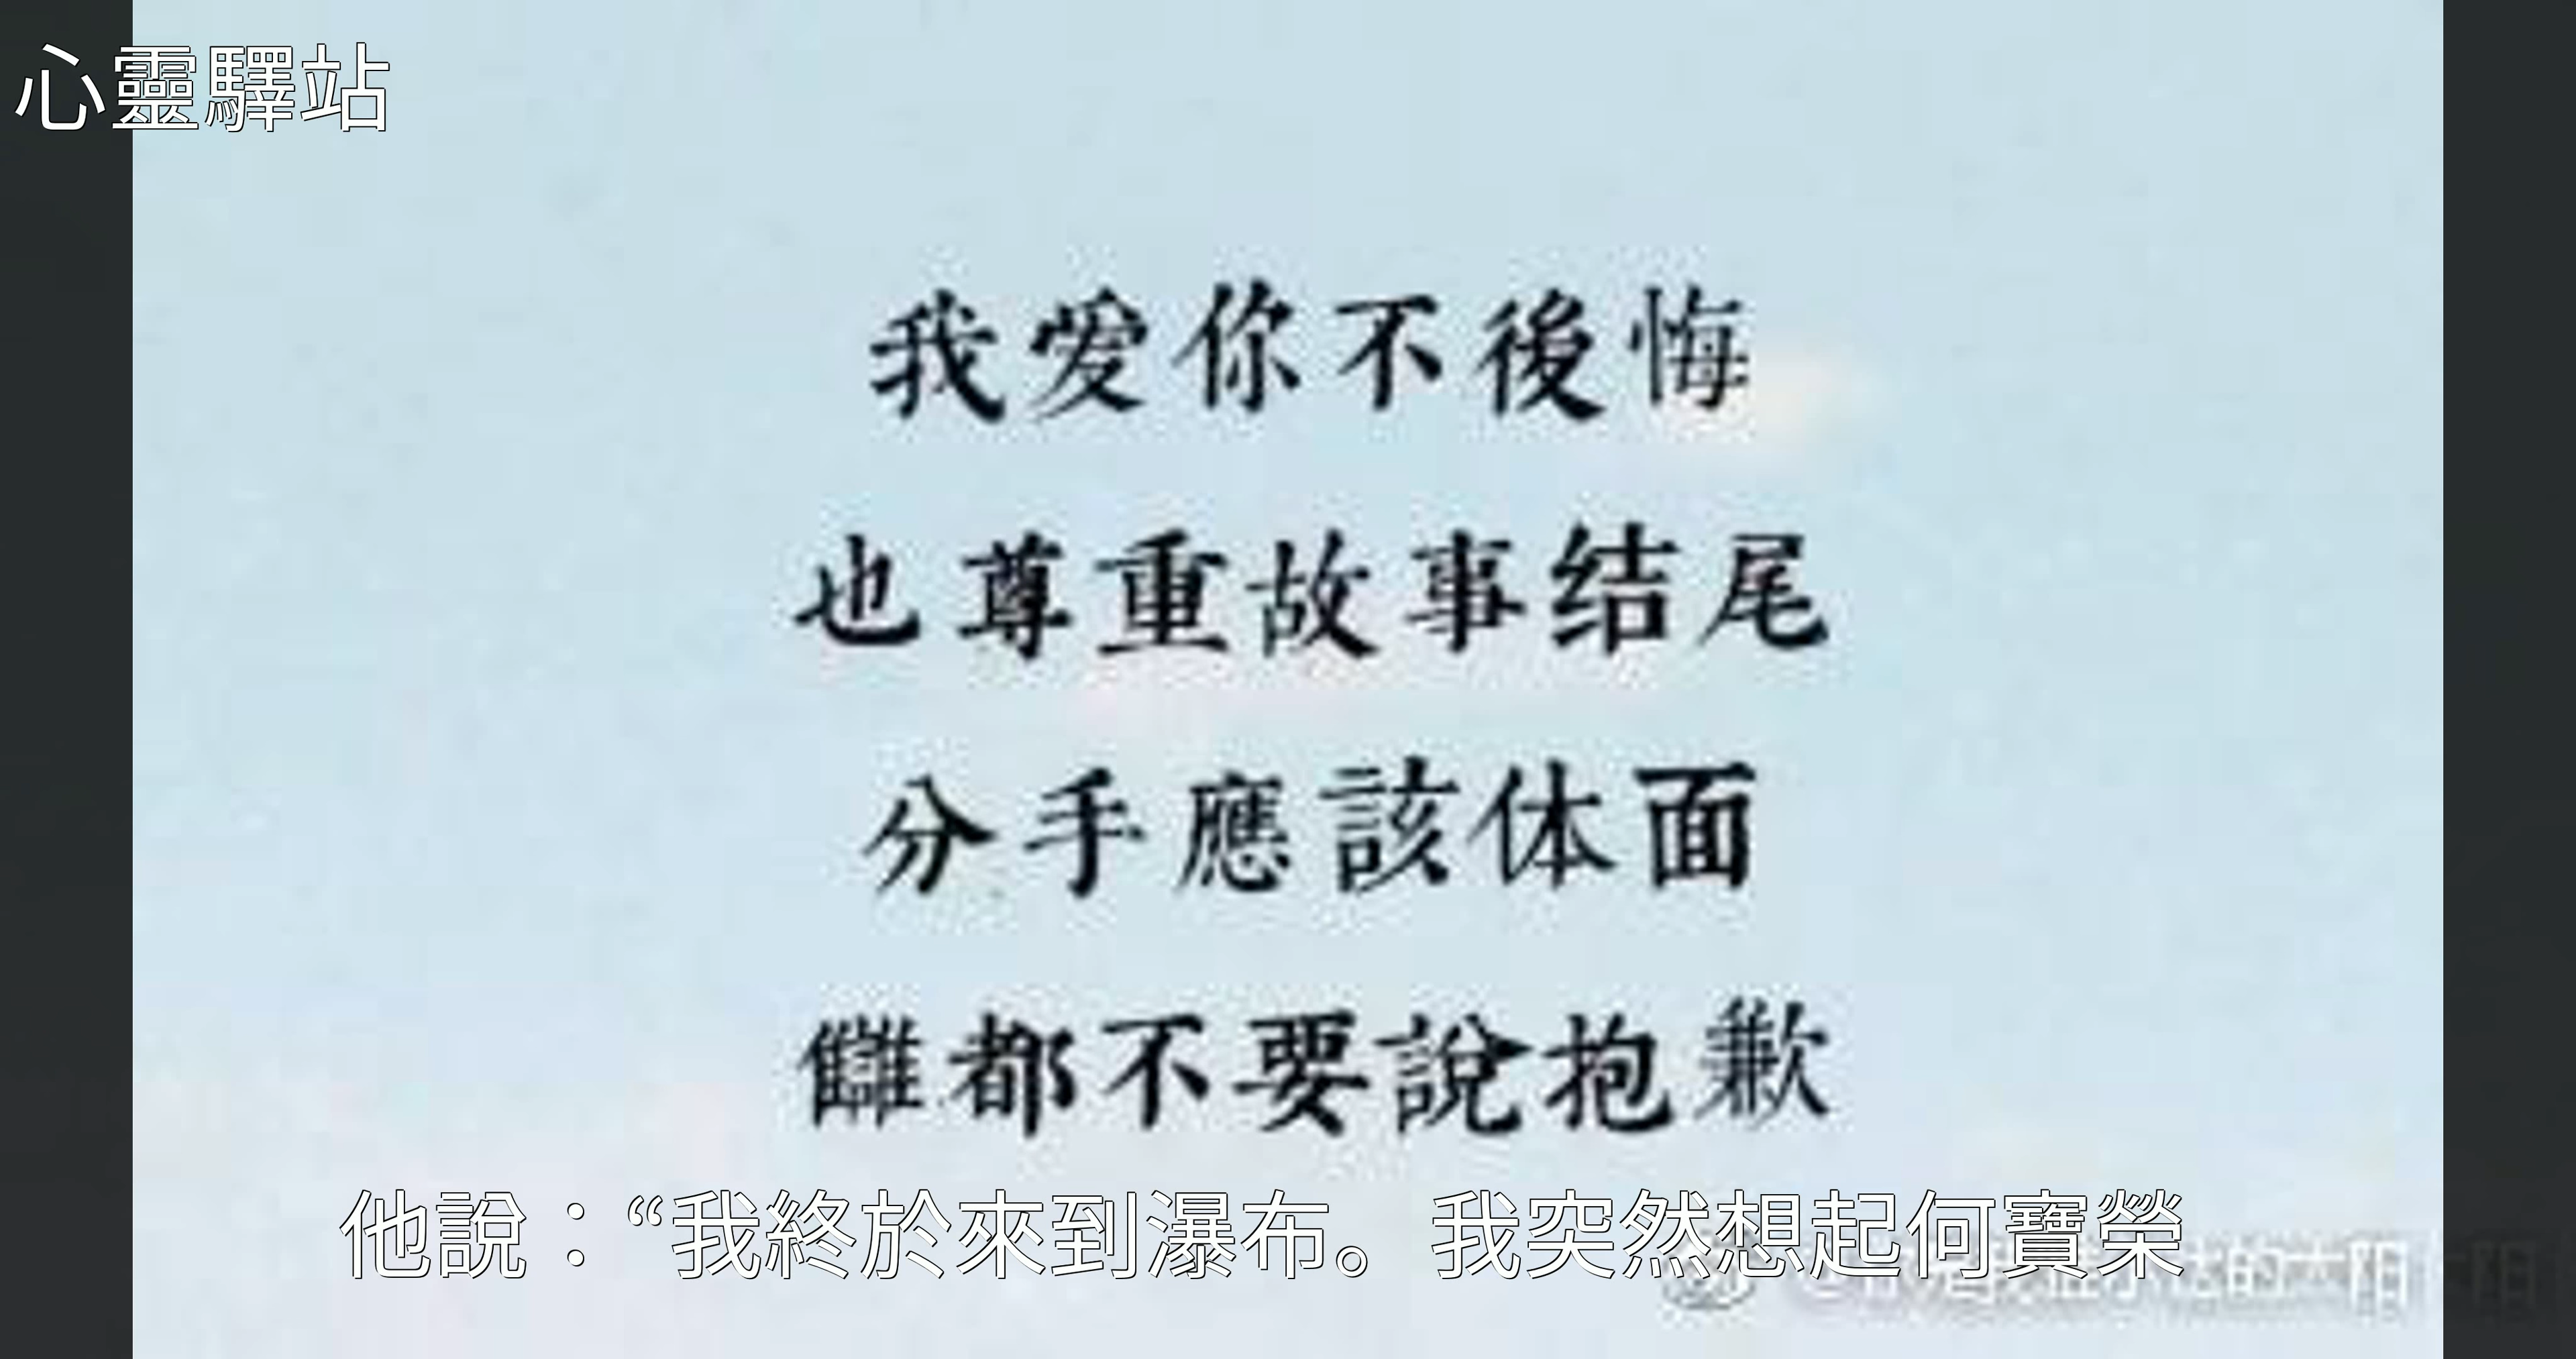 心靈驛站
我愛你不後悔
也尊重故事结尾
分手應該体面
雠都不要說抱歉
他說：“我終於來到瀑布。 我突然想起何寶榮